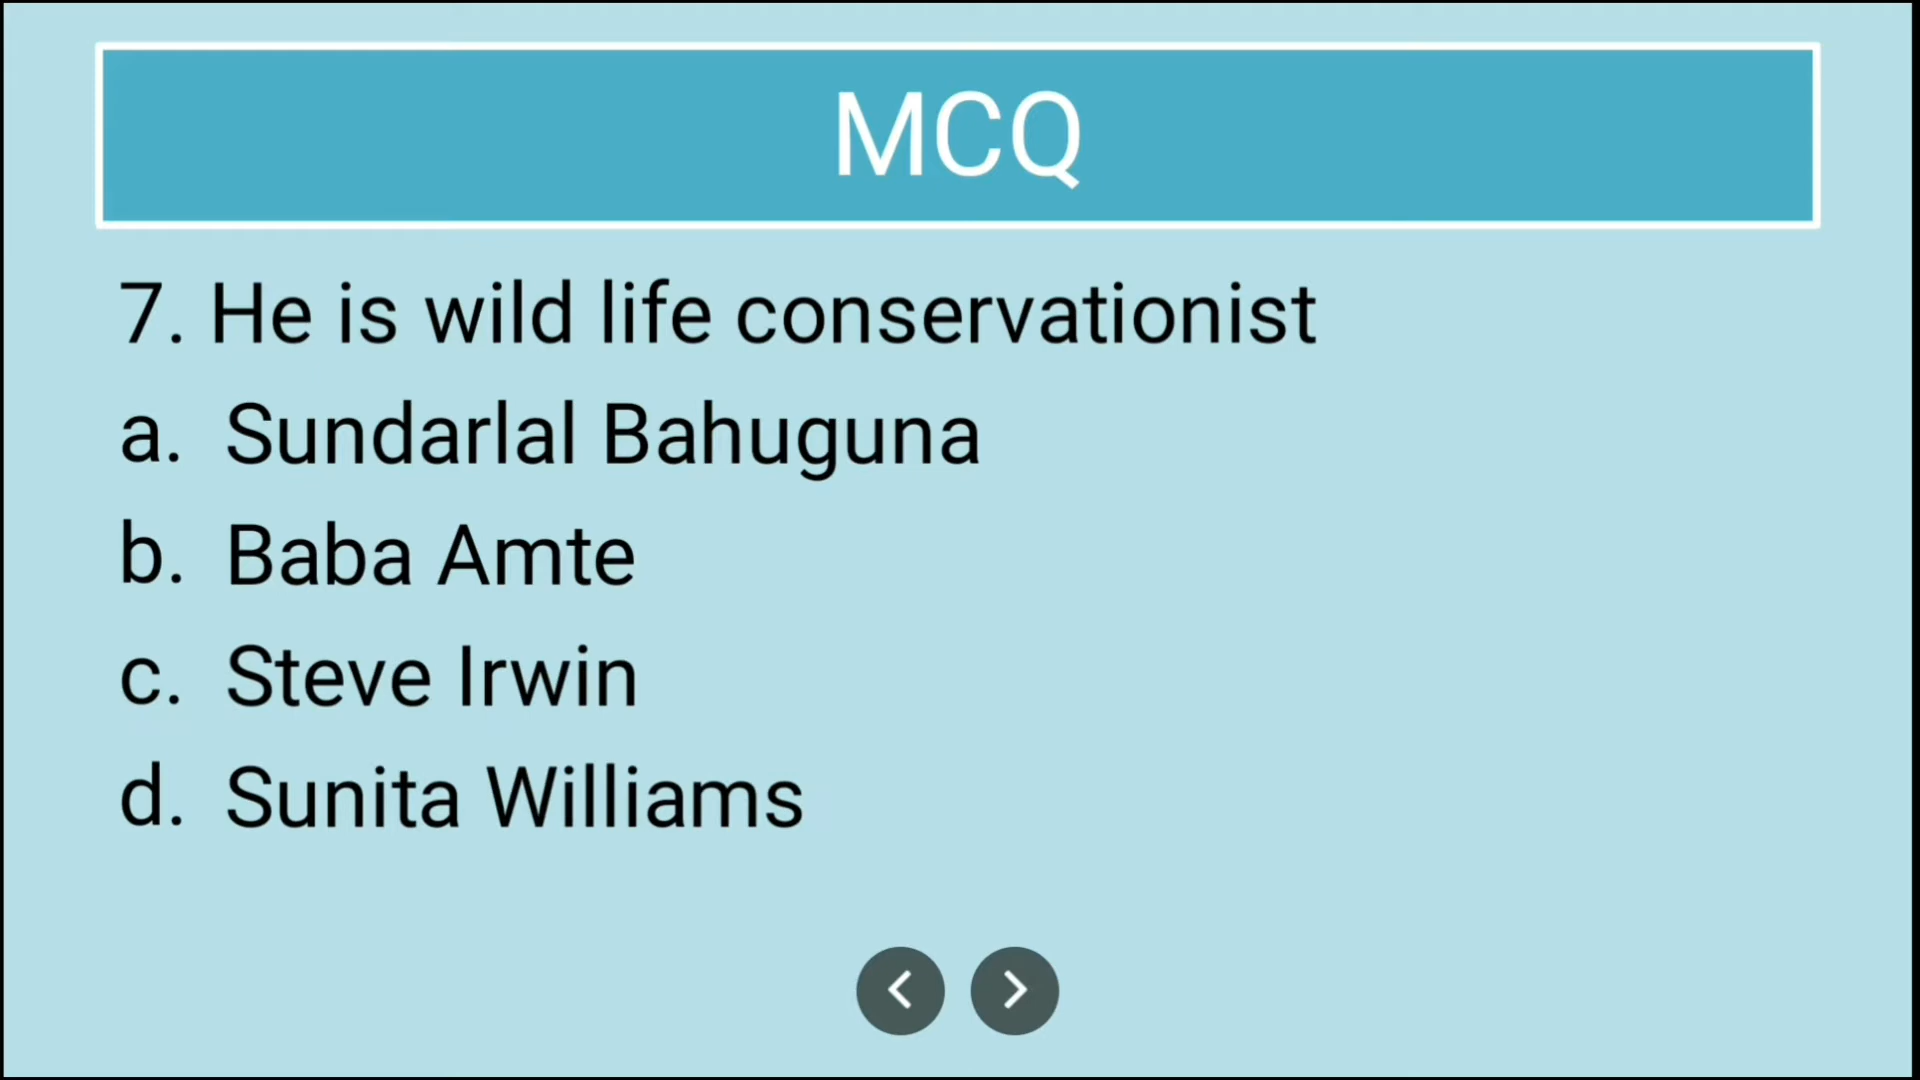 MCQ
7. He is wild life conservationist
a. Sundarlal Bahuguna
b. Baba Amte
c. Steve Irwin
d. Sunita Williams